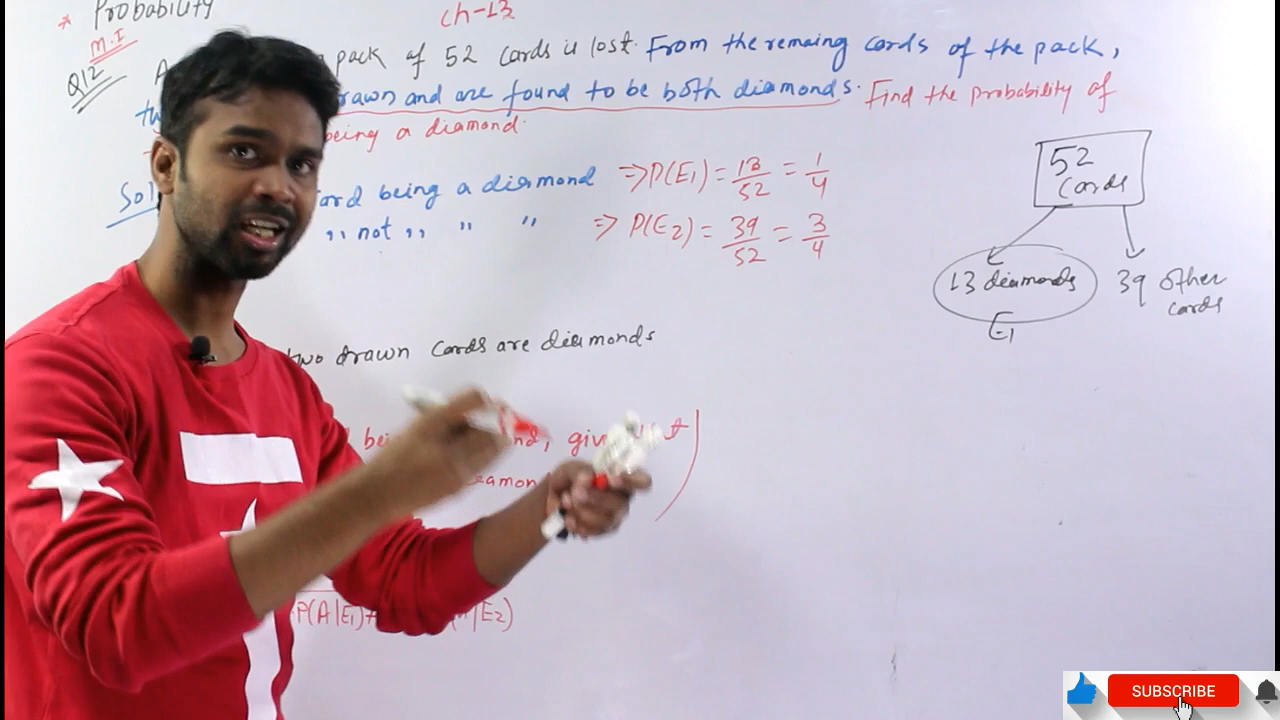 * Probability
ch-13
M.I
Q12
pack of 52 cards is lost. From the remaing cards of the pack,
rawn and are found to be both diamonds. Find the probability of
being a diamond.
Sol
ard being a diamond => P(E1) = 13/52 = 1/4
,, not ,, " " => P(E2) = 39/52 = 3/4
52 cards
13 diamonds
39 other cards
E1
two drawn cards are diamonds
P(A|E1)+
|E2)
SUBSCRIBE